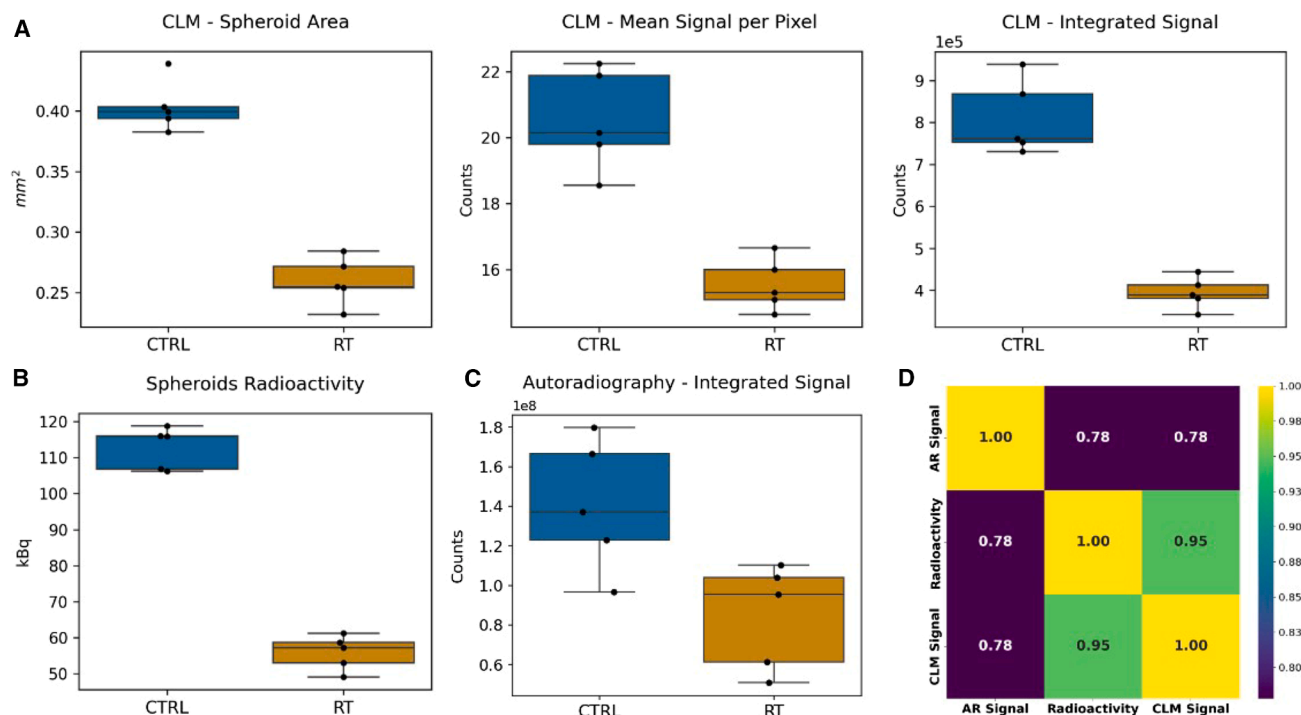 A
CLM - Spheroid Area
CLM - Mean Signal per Pixel
CLM - Integrated Signal
1e5
mm²
0.40
0.35
0.30
0.25
CTRL
RT
Counts
22
20
18
16
CTRL
RT
Counts
9
8
7
6
5
4
CTRL
RT
B
Spheroids Radioactivity
kBq
120
110
100
90
80
70
60
50
CTRL
RT
C
Autoradiography - Integrated Signal
1e8
Counts
1.8
1.6
1.4
1.2
1.0
0.8
0.6
CTRL
RT
D
AR Signal
1.00
0.78
0.78
Radioactivity
0.78
1.00
0.95
CLM Signal
0.78
0.95
1.00
AR Signal Radioactivity CLM Signal
1.00
0.98
0.95
0.93
0.90
0.88
0.85
0.83
0.80